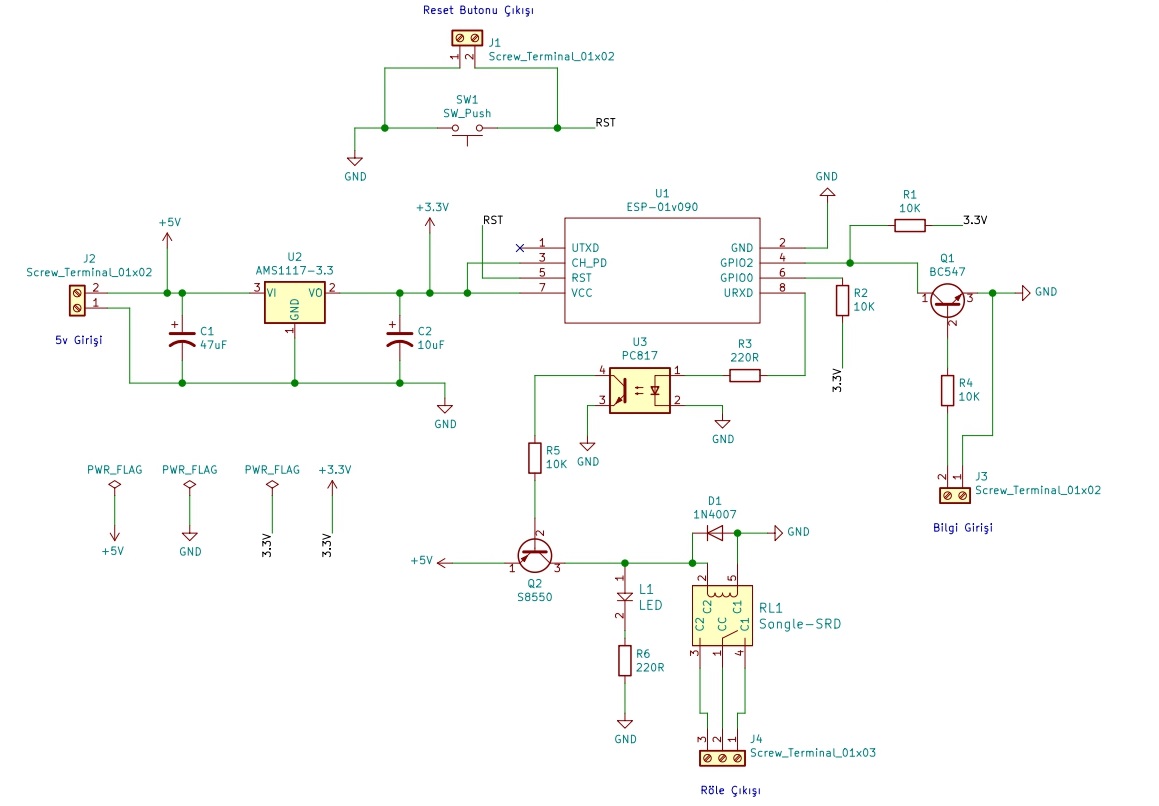 Reset Butonu Çıkışı
J1
Screw_Terminal_01x02
1
2
SW1
SW_Push
RST
GND
GND
U1
ESP-01v090
R1
10K
3.3V
+5V
+3.3V
RST
1 UTXD
GND 2
3 CH_PD
GPIO2 4
5 RST
GPIO0 6
7 VCC
URXD 8
J2
Screw_Terminal_01x02
2
1
5v Girişi
U2
AMS1117-3.3
3 VI
VO 2
GND
1
C1
47uF
C2
10uF
GND
Q1
BC547
1
3
2
GND
R2
10K
3.3V
R3
220R
U3
PC817
4
1
3
2
GND
GND
R4
10K
2
1
J3
Screw_Terminal_01x02
Bilgi Girişi
R5
10K
PWR_FLAG
PWR_FLAG
PWR_FLAG
+3.3V
+5V
GND
3.3V
3.3V
+5V
2
1
3
Q2
S8550
D1
1N4007
GND
1
2
L1
LED
R6
220R
GND
2
5
C2
C1
C2
CC
C1
RL1
Songle-SRD
3
1
4
3
2
1
J4
Screw_Terminal_01x03
Röle Çıkışı